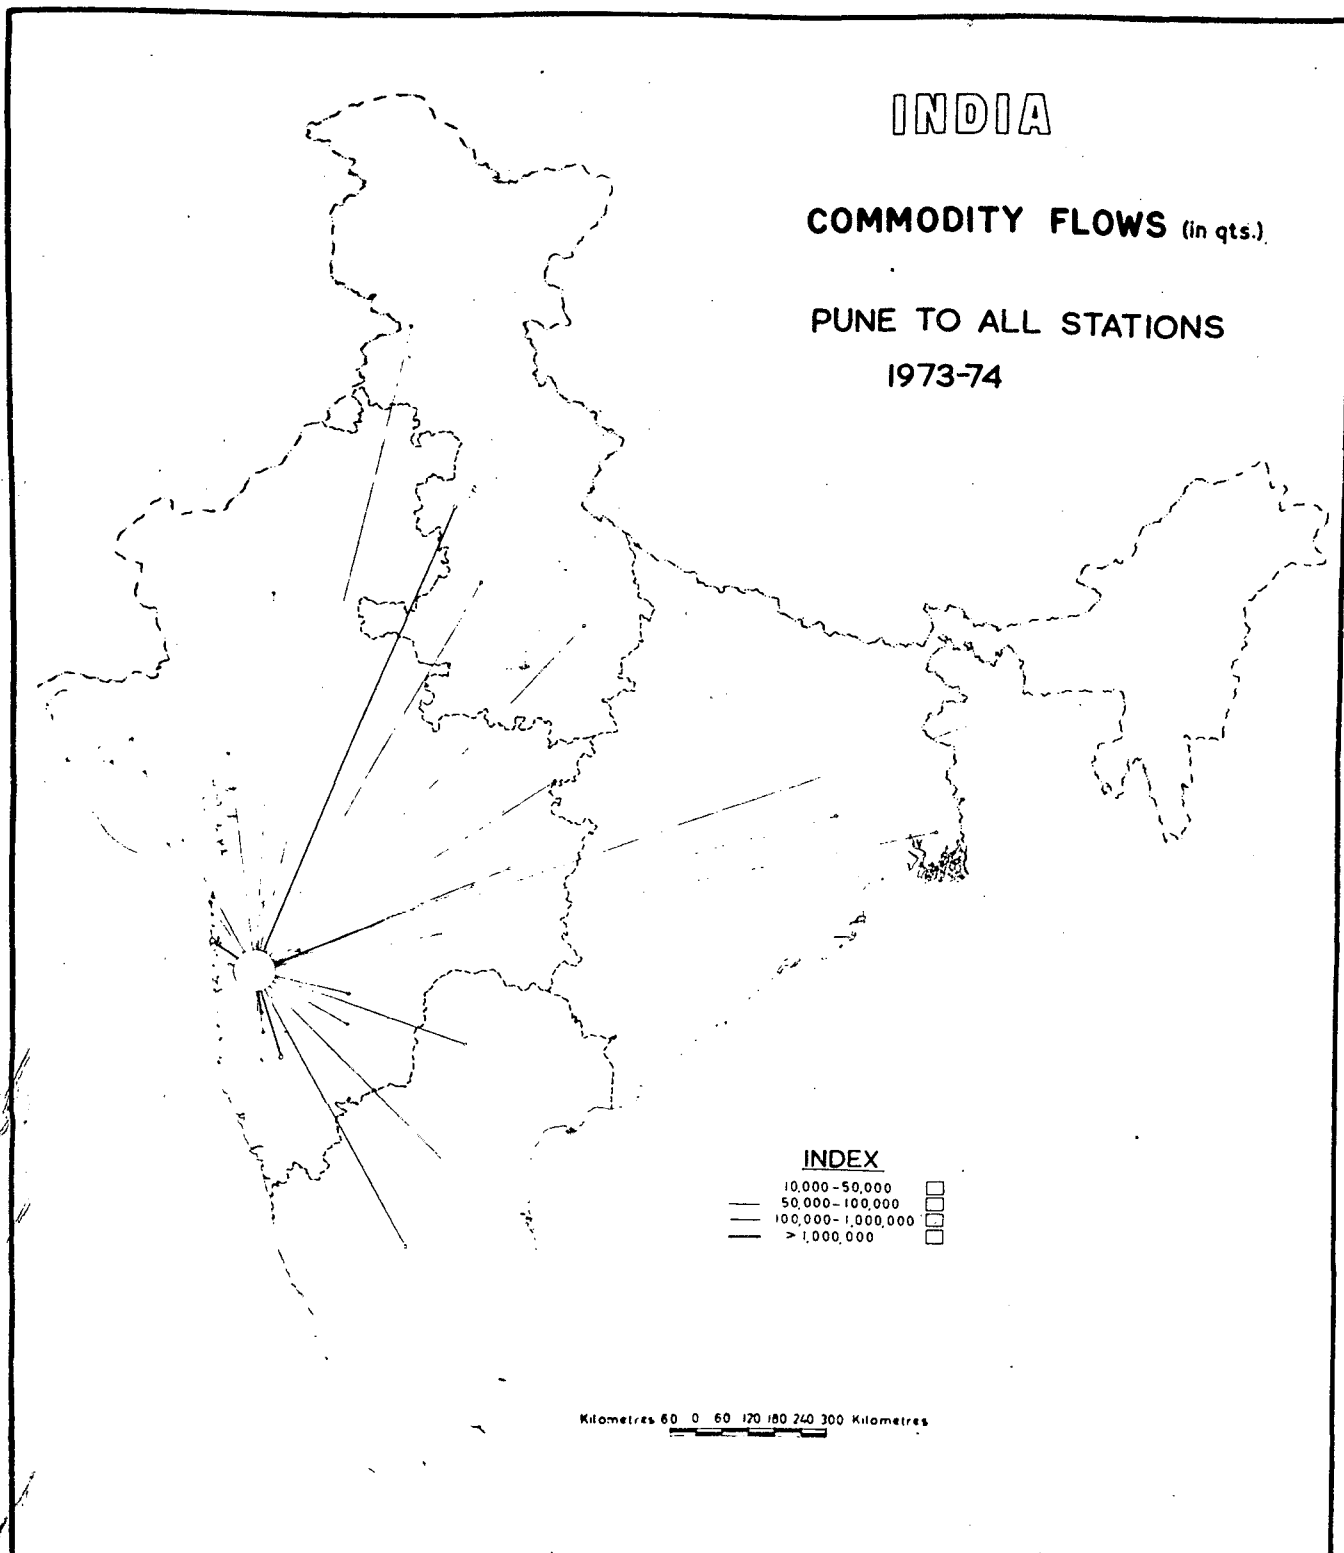 INDIA
COMMODITY FLOWS (in qts.)
PUNE TO ALL STATIONS
1973-74
INDEX
10,000-50,000
50,000-100,000
100,000-1,000,000
> 1,000,000
Kilometres 60 0 60 120 180 240 300 Kilometres